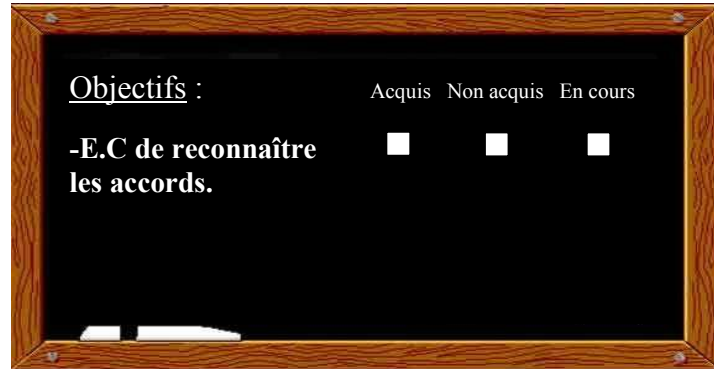 Objectifs : Acquis Non acquis En cours
-E.C de reconnaître
les accords.